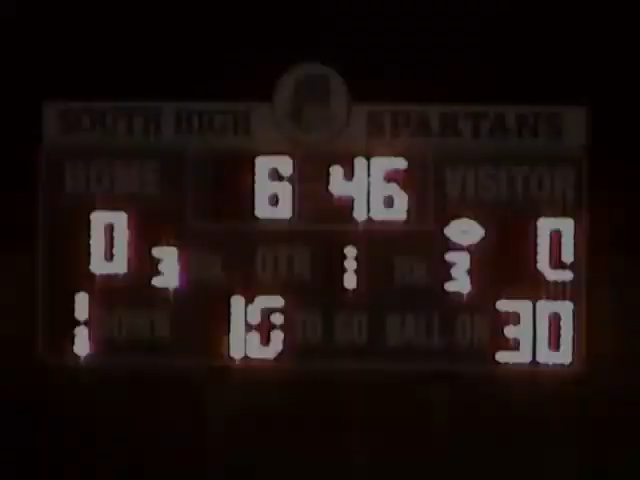 SOUTH HIGH SPARTANS
HOME 6 46 VISITOR
0 3 QTR 1 3 0
1 DOWN 10 TO GO BALL ON 30